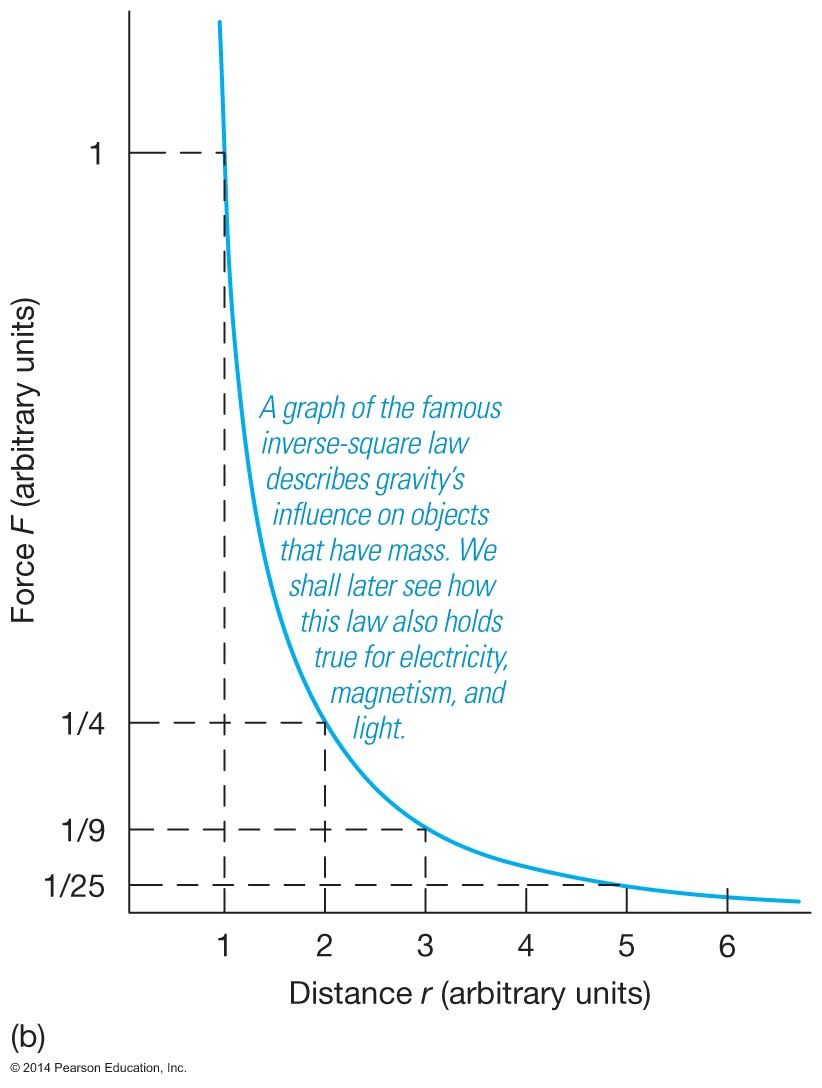 1
Force F (arbitrary units)
A graph of the famous
inverse-square law
describes gravity's
influence on objects
that have mass. We
shall later see how
this law also holds
true for electricity,
magnetism, and
light.
1/4
1/9
1/25
1 2 3 4 5 6
Distance r (arbitrary units)
(b)
© 2014 Pearson Education, Inc.